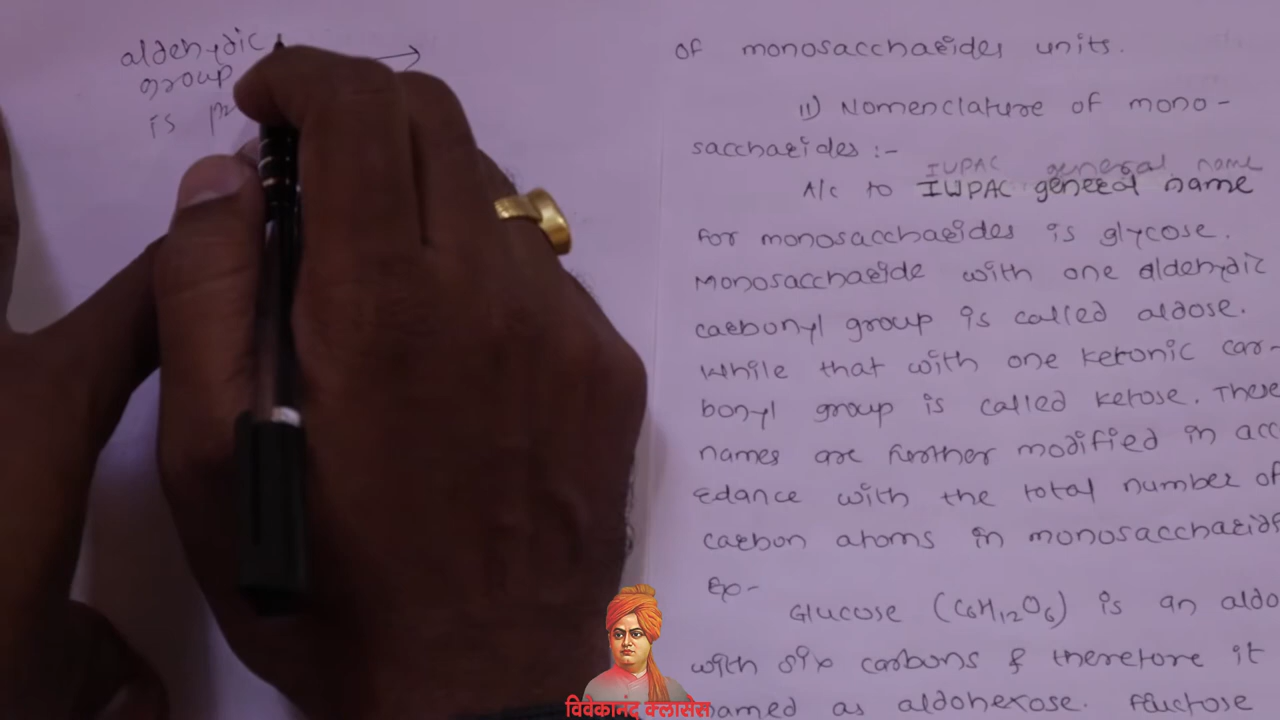 aldehydic
group
is
of monosaccharides units.
II) Nomenclature of mono-
saccharides :-
IUPAC general name
A/c to IUPAC general name
For monosaccharides is glycose.
Monosaccharide with one aldehydic
carbonyl group is called aldose.
While that with one ketonic car-
bonyl group is called ketose. These
names are further modified in acc
rdance with the total number of
carbon atoms in monosaccharids
Ex-
Glucose (C6H12O6) is an aldo
with six carbons & therefore it
named as aldohexose. Fluctose
विवेकानंद क्लासेस